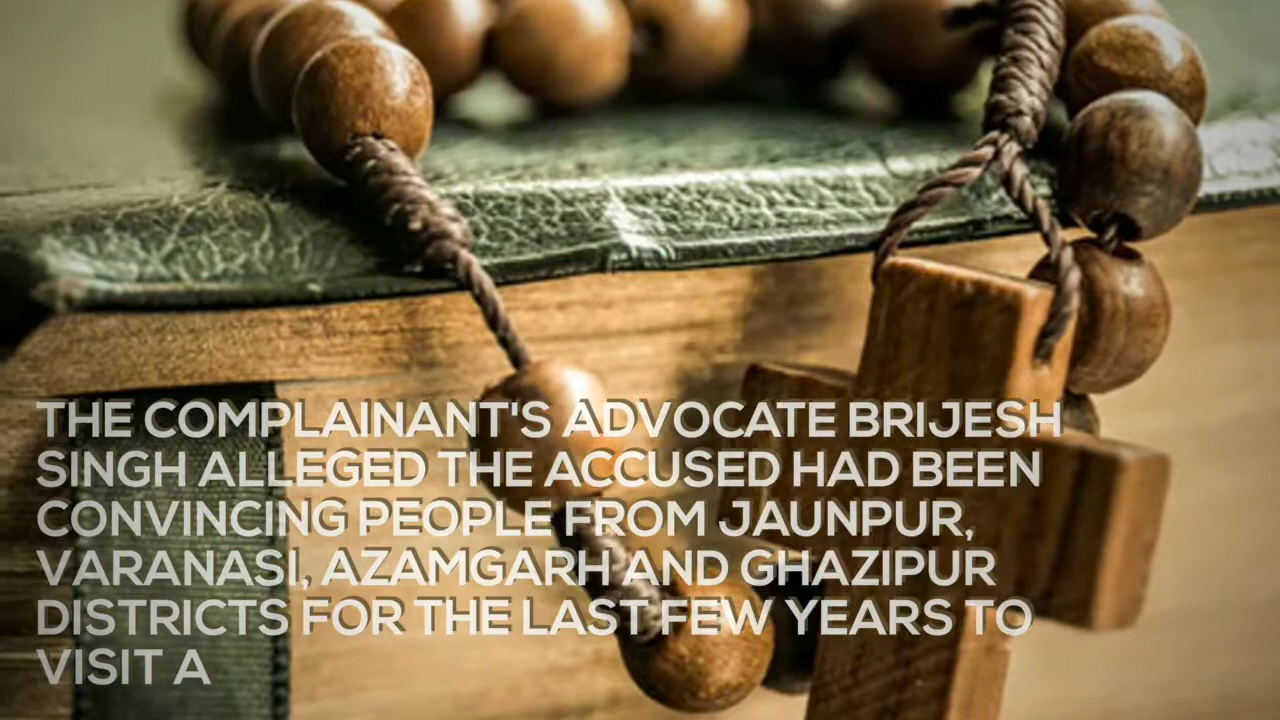 THE COMPLAINANT'S ADVOCATE BRIJESH
SINGH ALLEGED THE ACCUSED HAD BEEN
CONVINCING PEOPLE FROM JAUNPUR,
VARANASI, AZAMGARH AND GHAZIPUR
DISTRICTS FOR THE LAST FEW YEARS TO
VISIT A